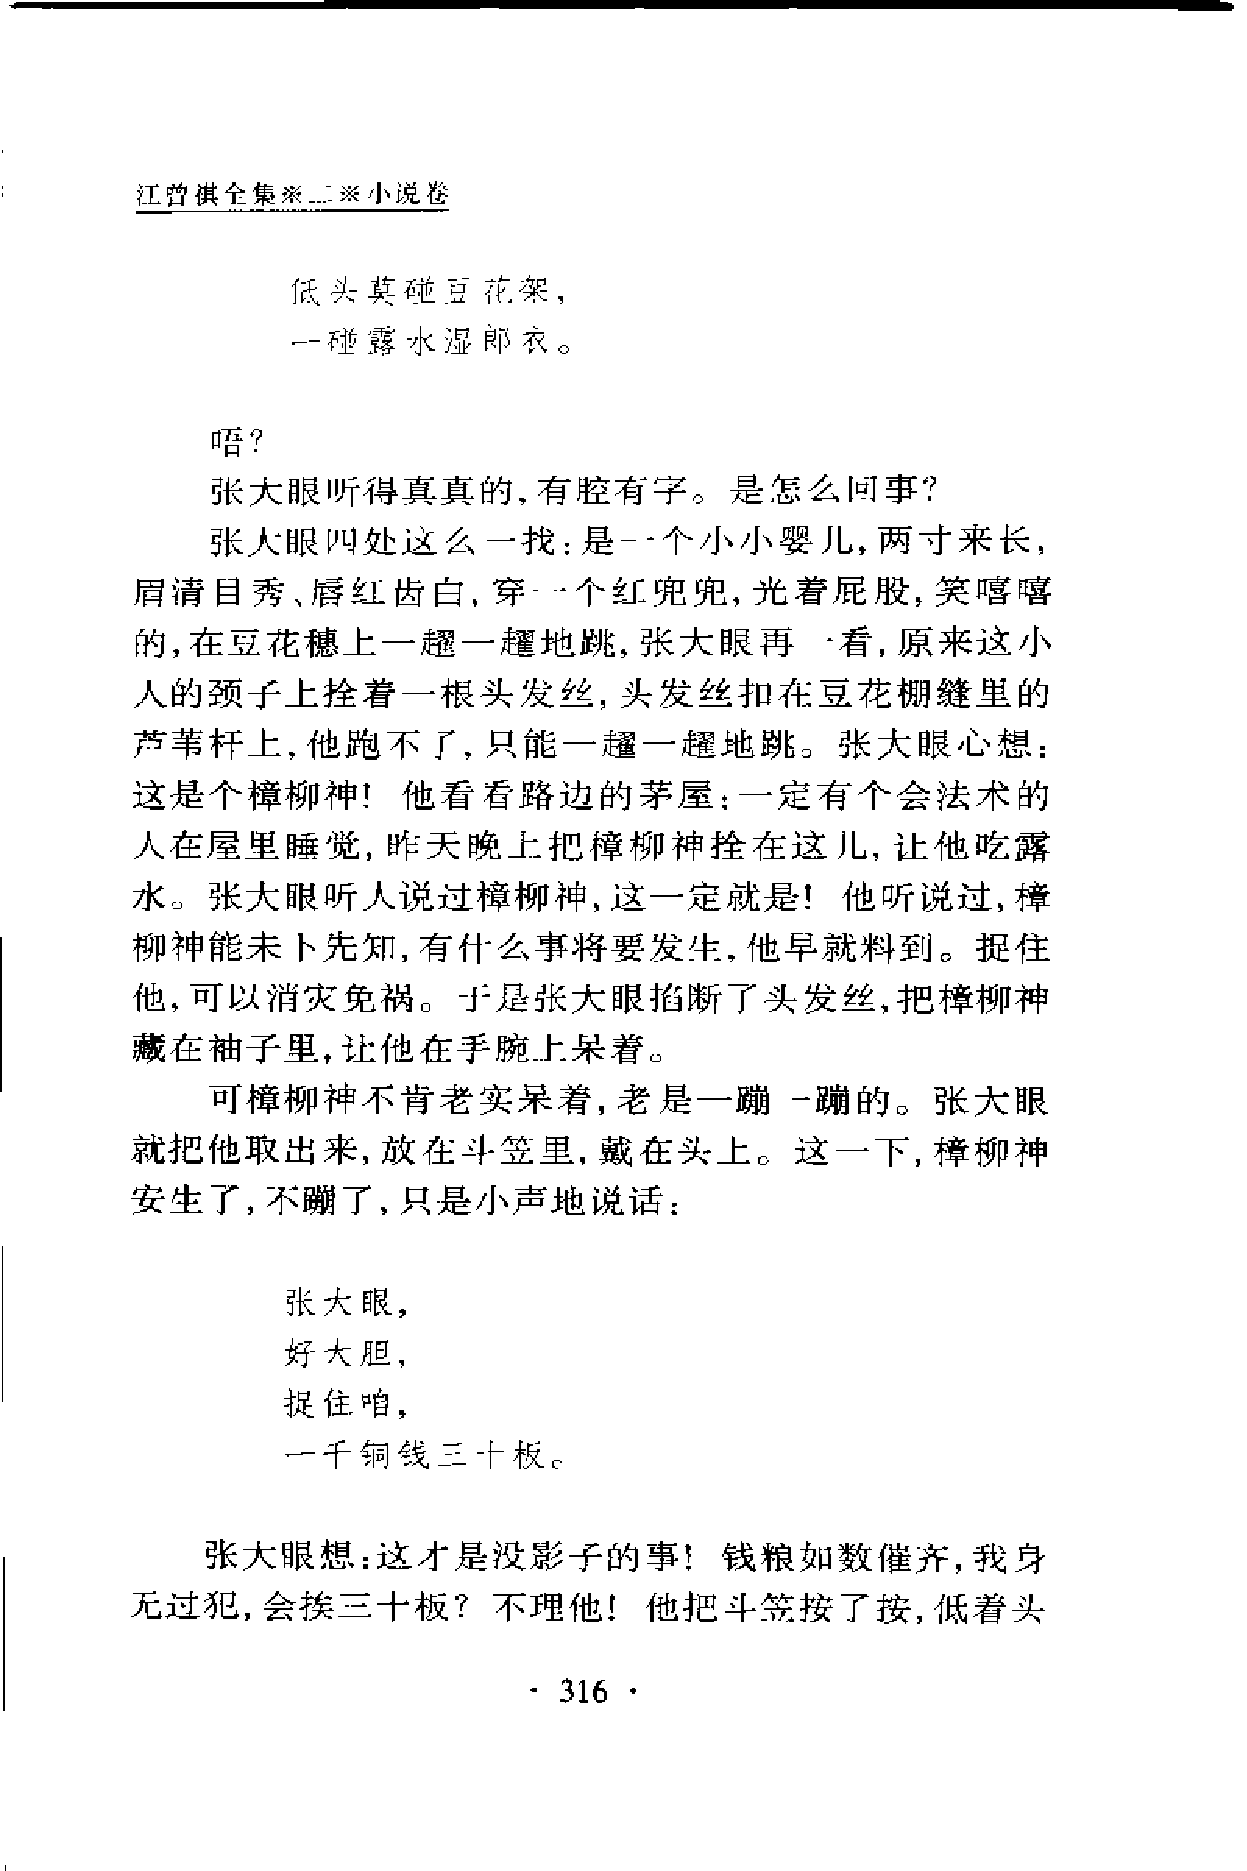 汪曾祺全集※二※小说卷
低头莫碰豆花架，
一碰露水湿郎衣。
唔？
张大眼听得真真的，有腔有字。是怎么回事？
张大眼四处这么一找：是一个小小婴儿，两寸来长，
眉清目秀、唇红齿白，穿一个红兜兜，光着屁股，笑嘻嘻
的，在豆花穗上一趯一趯地跳，张大眼再一看，原来这小
人的颈子上拴着一根头发丝，头发丝扣在豆花棚缝里的
芦苇杆上，他跑不了，只能一趯一趯地跳。张大眼心想：
这是个樟柳神！他看看路边的茅屋：一定有个会法术的
人在屋里睡觉，昨天晚上把樟柳神拴在这儿，让他吃露
水。张大眼听人说过樟柳神，这一定就是！他听说过，樟
柳神能未卜先知，有什么事将要发生，他早就料到。捉住
他，可以消灾免祸。于是张大眼掐断了头发丝，把樟柳神
藏在袖子里，让他在手腕上呆着。
可樟柳神不肯老实呆着，老是一蹦一蹦的。张大眼
就把他取出来，放在斗笠里，戴在头上。这一下，樟柳神
安生了，不蹦了，只是小声地说话：
张大眼，
好大胆，
捉住咱，
一千铜钱三十板。
张大眼想：这才是没影子的事！钱粮如数催齐，我身
无过犯，会挨三十板？不理他！他把斗笠按了按，低着头
· 316 ·